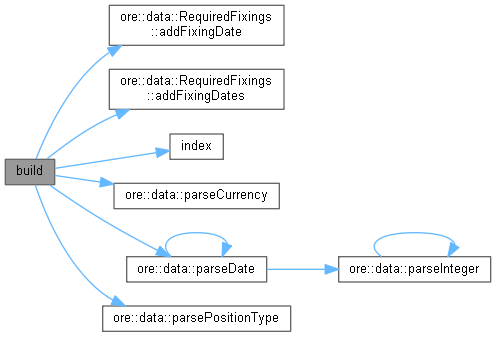 ore::data::RequiredFixings
::addFixingDate
ore::data::RequiredFixings
::addFixingDates
index
build
ore::data::parseCurrency
ore::data::parseDate
ore::data::parseInteger
ore::data::parsePositionType